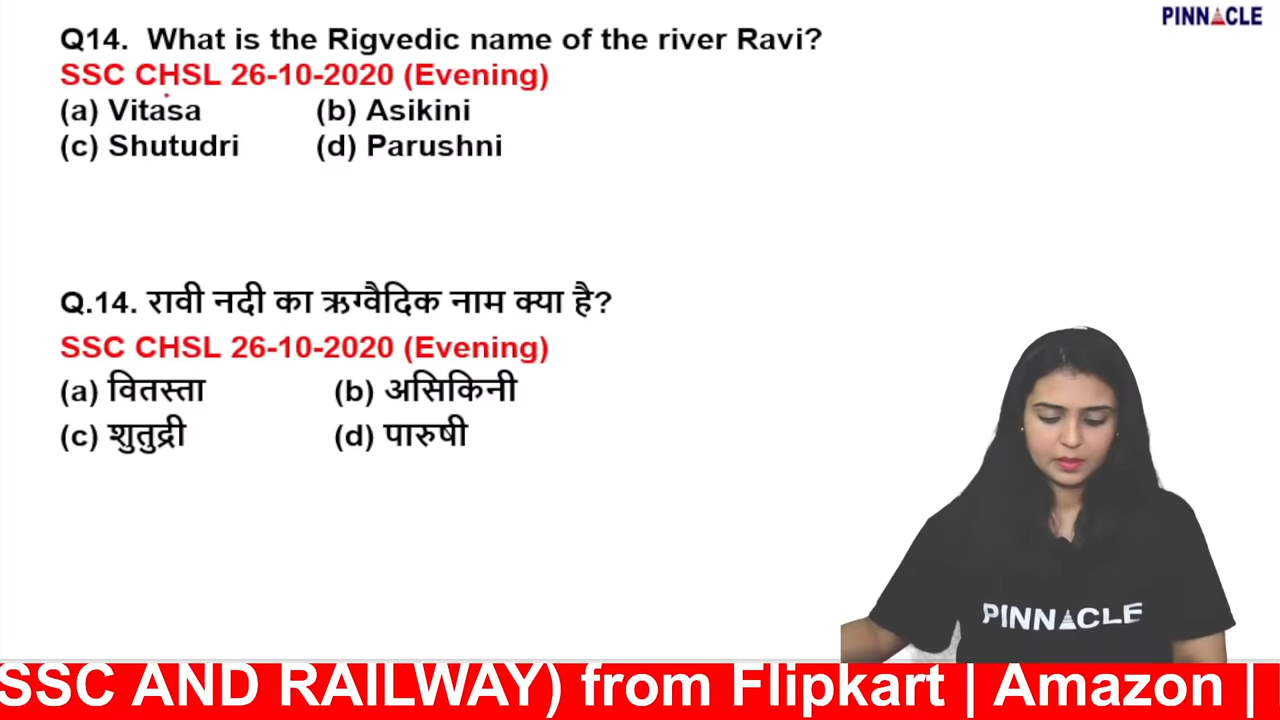 PINNACLE
Q14. What is the Rigvedic name of the river Ravi?
SSC CHSL 26-10-2020 (Evening)
(a) Vitasa (b) Asikini
(c) Shutudri (d) Parushni
Q.14. रावी नदी का ऋग्वैदिक नाम क्या है?
SSC CHSL 26-10-2020 (Evening)
(a) वितस्ता (b) असिकिनी
(c) शुतुद्री (d) पारुषी
PINNACLE
SSC AND RAILWAY) from Flipkart | Amazon |